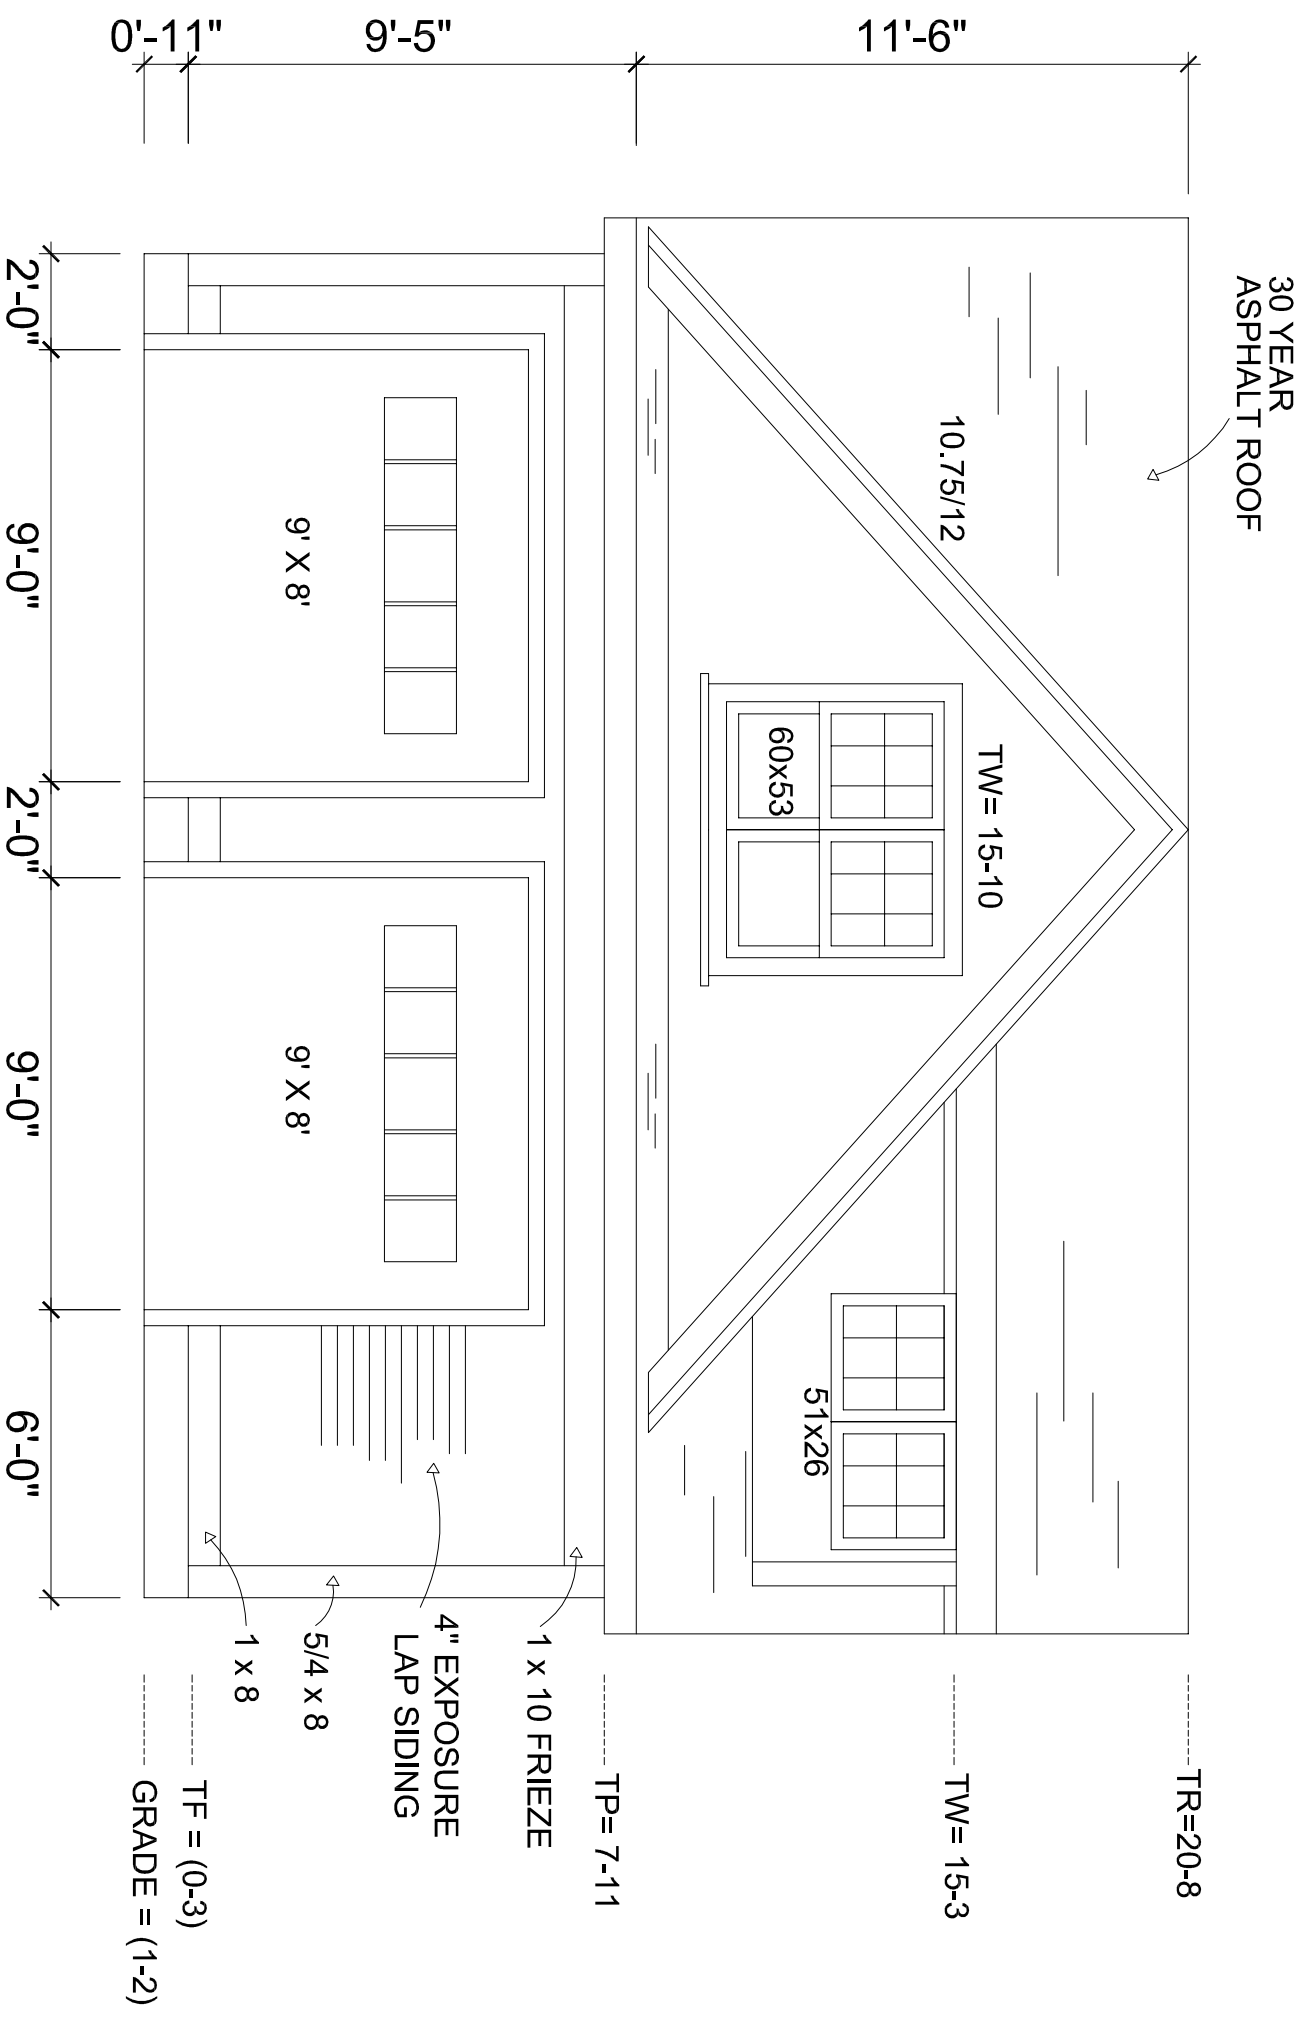 30 YEAR
ASPHALT ROOF
10.75/12
TW= 15-10
60x53
51x26
9' X 8'
9' X 8'
11'-6"
9'-5"
0'-11"
2'-0"
9'-0"
2'-0"
9'-0"
6'-0"
TR=20-8
TW= 15-3
TP= 7-11
1 x 10 FRIEZE
4" EXPOSURE
LAP SIDING
5/4 x 8
1 x 8
TF = (0-3)
GRADE = (1-2)